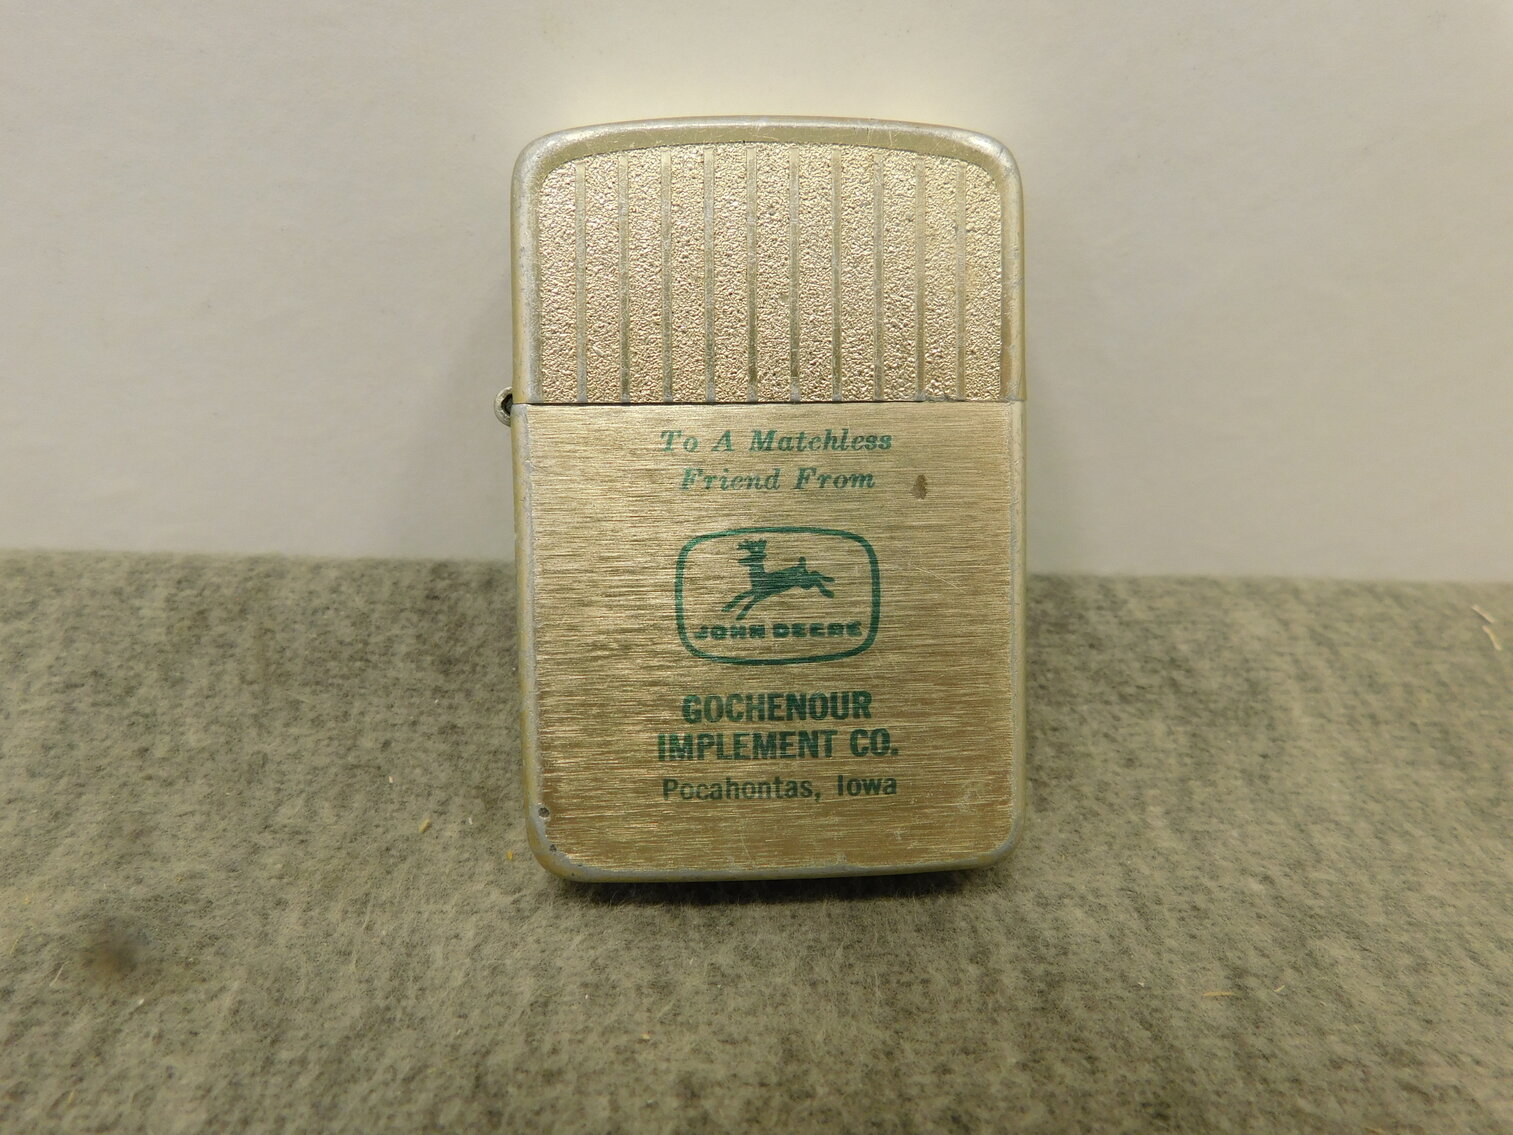 To A Matchless
Friend From
JOHN DEERE
GOCHENOUR
IMPLEMENT CO.
Pocahontas, Iowa